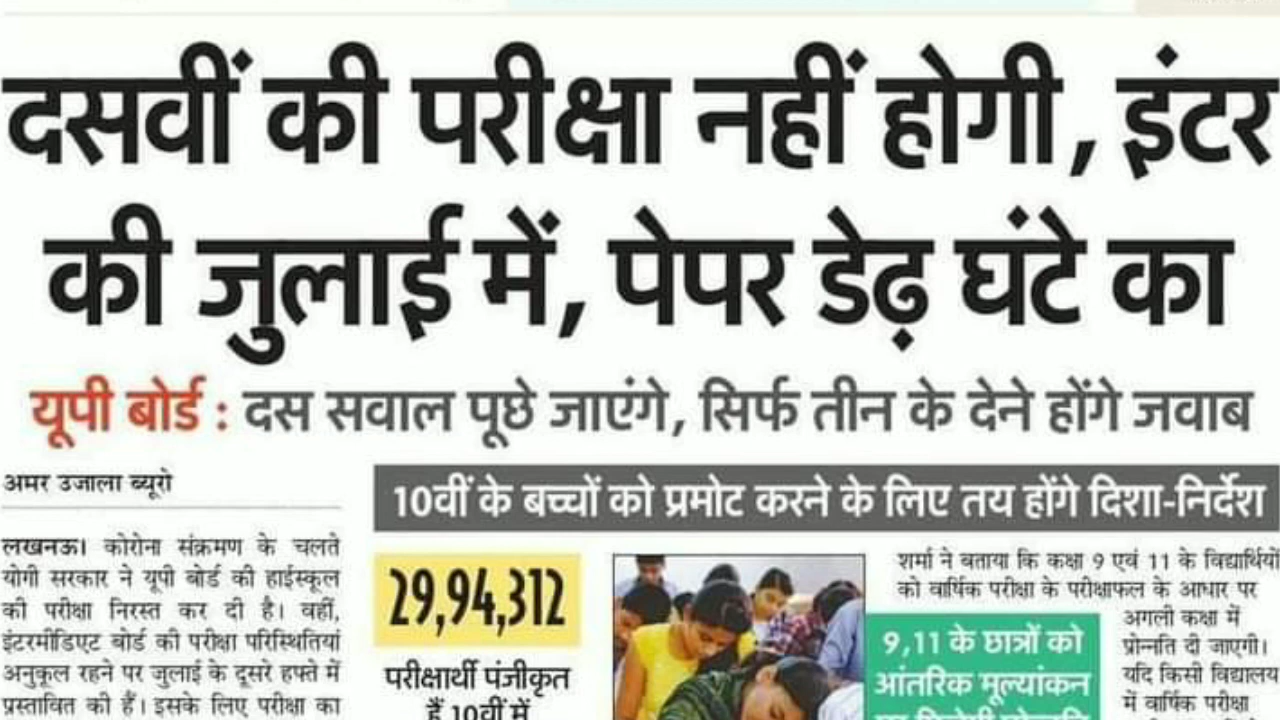 दसवीं की परीक्षा नहीं होगी, इंटर
की जुलाई में, पेपर डेढ़ घंटे का
यूपी बोर्ड : दस सवाल पूछे जाएंगे, सिर्फ तीन के देने होंगे जवाब
अमर उजाला ब्यूरो
लखनऊ। कोरोना संक्रमण के चलते
योगी सरकार ने यूपी बोर्ड की हाईस्कूल
की परीक्षा निरस्त कर दी है। वहीं,
इंटरमीडिएट बोर्ड की परीक्षा परिस्थितियां
अनुकूल रहने पर जुलाई के दूसरे हफ्ते में
प्रस्तावित की हैं। इसके लिए परीक्षा का
10वीं के बच्चों को प्रमोट करने के लिए तय होंगे दिशा-निर्देश
29,94,312
परीक्षार्थी पंजीकृत
हैं 10वीं में
शर्मा ने बताया कि कक्षा 9 एवं 11 के विद्यार्थियों
को वार्षिक परीक्षा के परीक्षाफल के आधार पर
अगली कक्षा में
प्रोन्नति दी जाएगी।
यदि किसी विद्यालय
में वार्षिक परीक्षा
9,11 के छात्रों को
आंतरिक मूल्यांकन